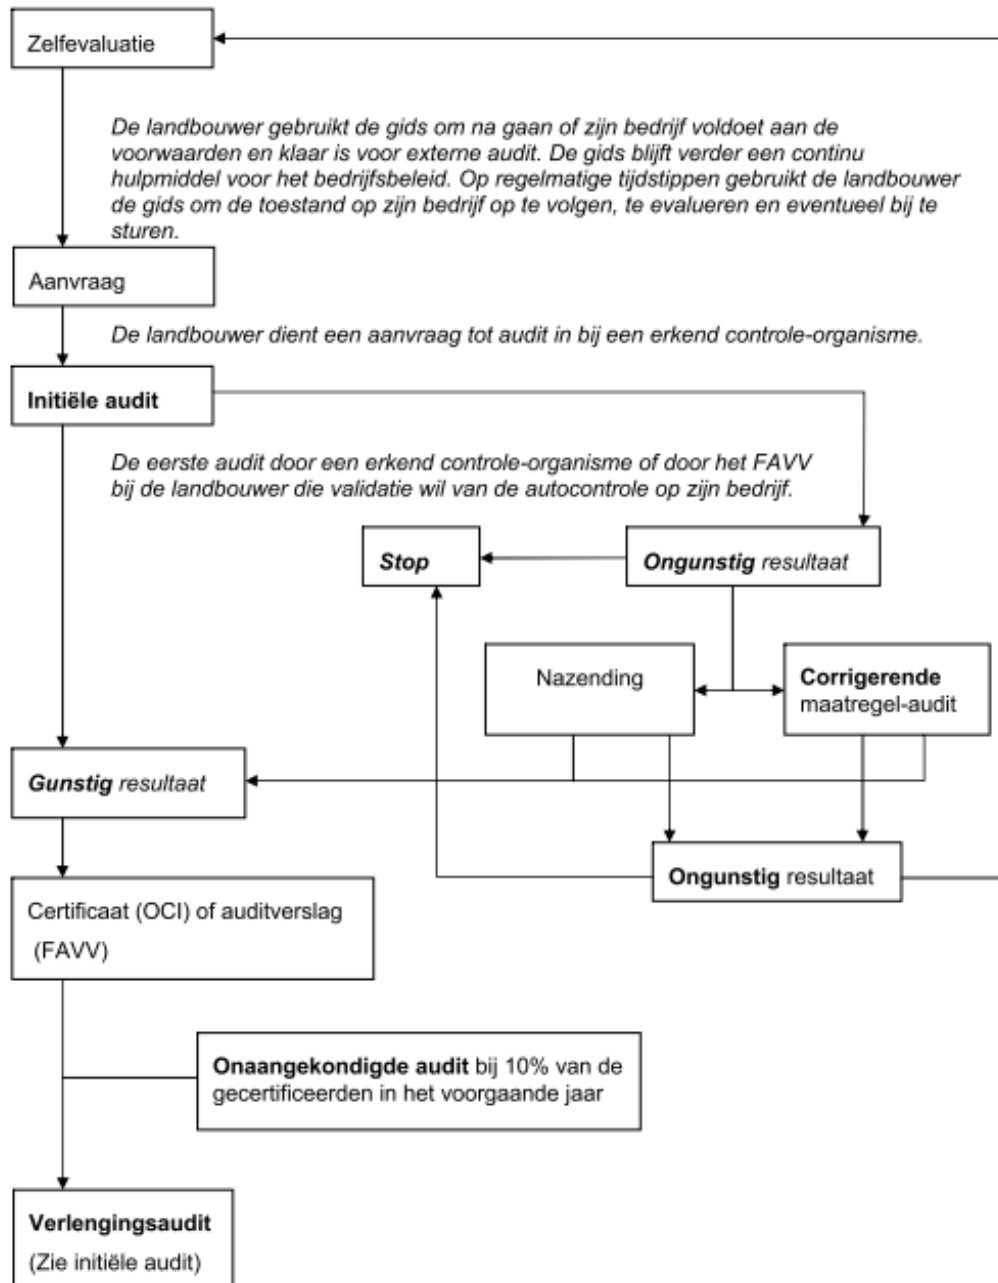 Zelfevaluatie
De landbouwer gebruikt de gids om na gaan of zijn bedrijf voldoet aan de
voorwaarden en klaar is voor externe audit. De gids blijft verder een continu
hulpmiddel voor het bedrijfsbeleid. Op regelmatige tijdstippen gebruikt de landbouwer
de gids om de toestand op zijn bedrijf op te volgen, te evalueren en eventueel bij te
sturen.
Aanvraag
De landbouwer dient een aanvraag tot audit in bij een erkend controle-organisme.
Initiële audit
De eerste audit door een erkend controle-organisme of door het FAVV
bij de landbouwer die validatie wil van de autocontrole op zijn bedrijf.
Stop
Ongunstig resultaat
Nazending
Corrigerende
maatregel-audit
Gunstig resultaat
Ongunstig resultaat
Certificaat (OCI) of auditverslag
(FAVV)
Onaangekondigde audit bij 10% van de
gecertificeerden in het voorgaande jaar
Verlengingsaudit
(Zie initiële audit)